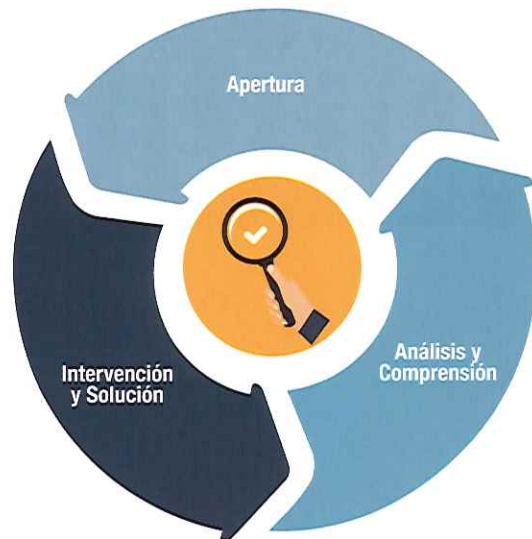 Apertura
Análisis y
Comprensión
Intervención
y Solución